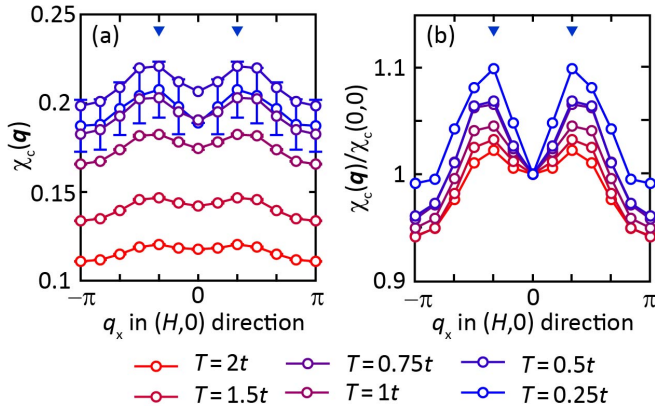 (a)
0.25
0.2
0.15
0.1
χc(q)
−π
0
π
qx in (H,0) direction
(b)
1.1
1
0.9
χc(q)/χc(0,0)
−π
0
π
qx in (H,0) direction
T=2t
T=0.75t
T=0.5t
T=1.5t
T=1t
T=0.25t